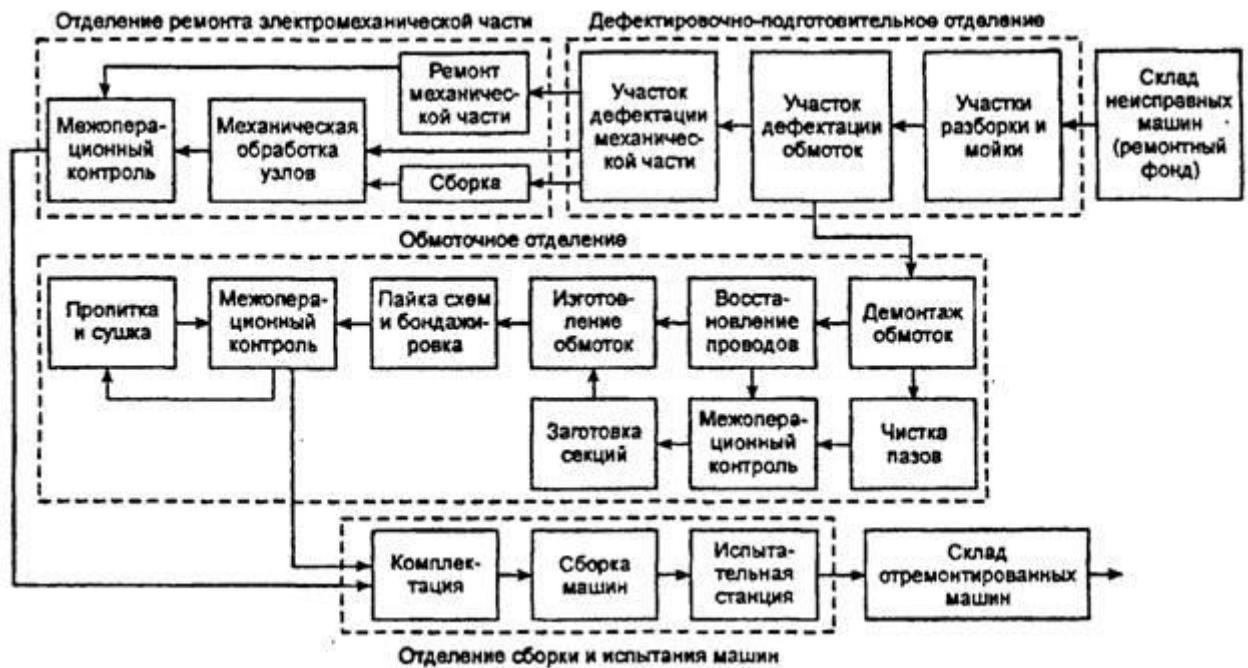 Отделение ремонта электромеханической части
Дефектировочно-подготовительное отделение
Межопера-
ционный
контроль
Механическая
обработка
узлов
Ремонт
механичес-
кой части
Сборка
Участок
дефектации
механичес-
кой части
Участок
дефектации
обмоток
Участки
разборки и
мойки
Склад
неисправных
машин
(ремонтный
фонд)
Обмоточное отделение
Пропитка
и сушка
Межопера-
ционный
контроль
Пайка схем
и бондажи-
ровка
Изготов-
ление
обмоток
Восста-
новление
проводов
Демонтаж
обмоток
Заготовка
секций
Межопера-
ционный
контроль
Чистка
пазов
Комплек-
тация
Сборка
машин
Испыта-
тельная
станция
Склад
отремонтированных
машин
Отделение сборки и испытания машин